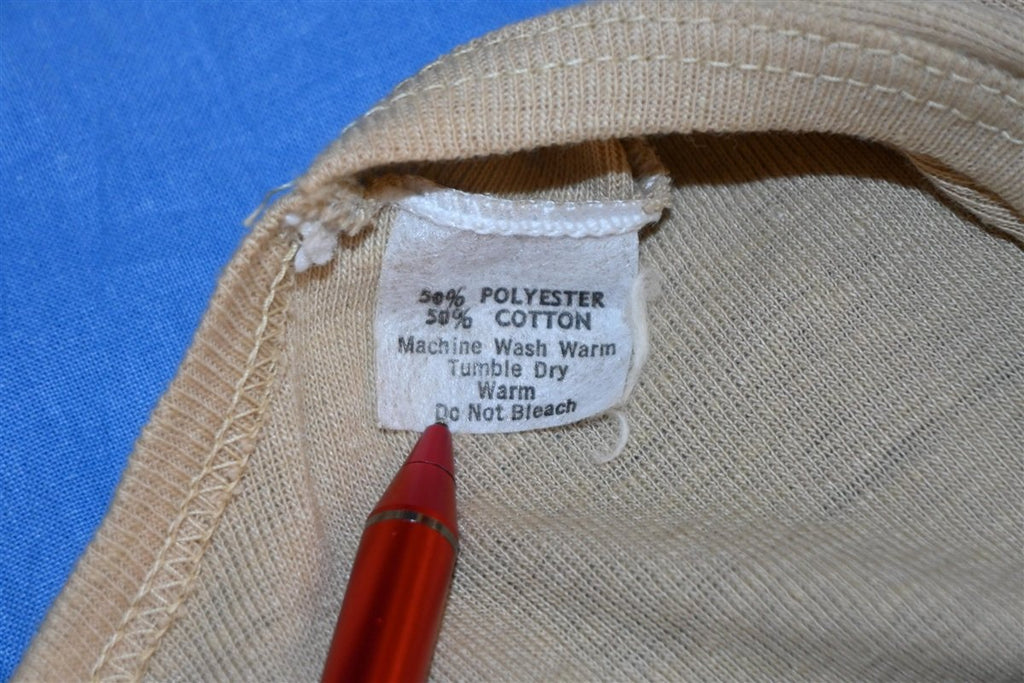 50% POLYESTER
50% COTTON
Machine Wash Warm
Tumble Dry
Warm
Do Not Bleach